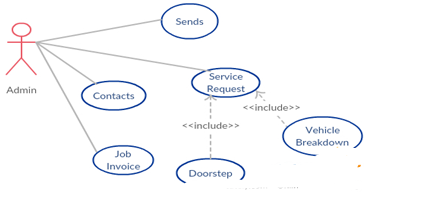 Sends
Service
Request
Admin
Contacts
<<include>>
<<include>>
Vehicle
Breakdown
Job
Invoice
Doorstep